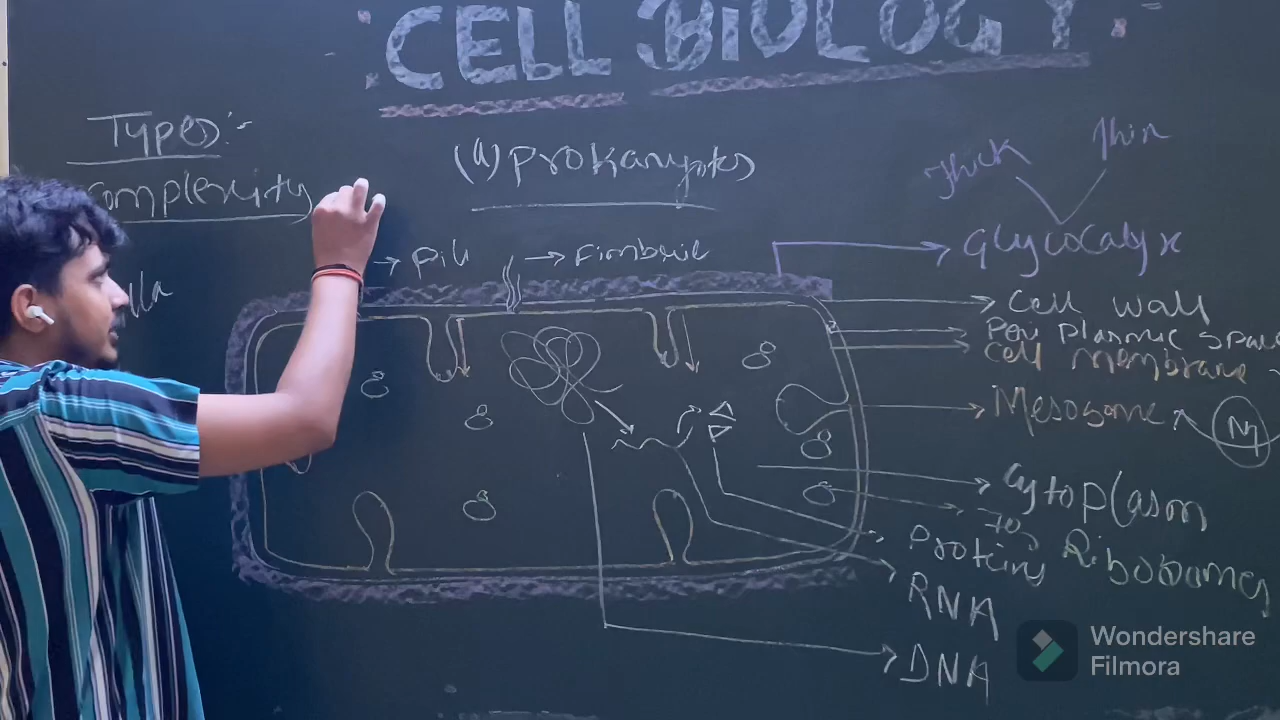 CELL BIOLOGY
Types:-
Complexity
(a) Prokaryotes
Thick
Thin
→ Pili
→ Fimbriae
Glycocalyx
Cell wall
Peri Plasmic Space
Cell membrane
Mesosome
N2
Cytoplasm
70s Ribosomes
Proteins
RNA
DNA
Wondershare
Filmora